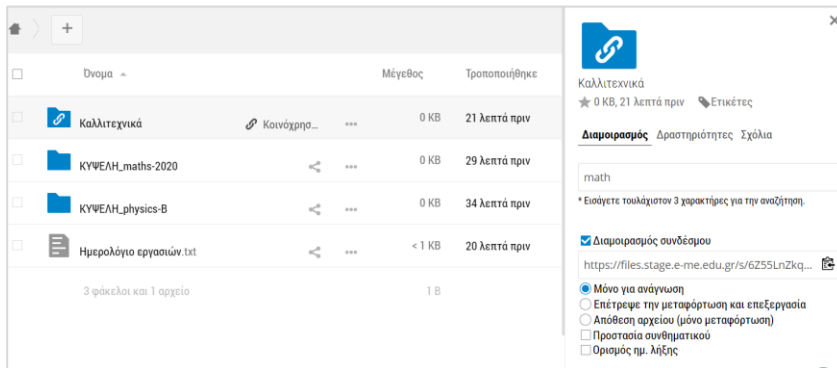 Όνομα Μέγεθος Τροποποιήθηκε
Καλλιτεχνικά Κοινόχρησ... 0 KB 21 λεπτά πριν
ΚΥΨΕΛΗ_maths-2020 0 KB 29 λεπτά πριν
ΚΥΨΕΛΗ_physics-B 0 KB 34 λεπτά πριν
Ημερολόγιο εργασιών.txt < 1 KB 20 λεπτά πριν
3 φάκελοι και 1 αρχείο 1 B
Καλλιτεχνικά
0 KB, 21 λεπτά πριν Ετικέτες
Διαμοιρασμός Δραστηριότητες Σχόλια
math
* Εισάγετε τουλάχιστον 3 χαρακτήρες για την αναζήτηση.
Διαμοιρασμός συνδέσμου
https://files.stage.e-me.edu.gr/s/6Z55LnZkq...
Μόνο για ανάγνωση
Επέτρεψε την μεταφόρτωση και επεξεργασία
Απόθεση αρχείου (μόνο μεταφόρτωση)
Προστασία συνθηματικού
Ορισμός ημ. λήξης